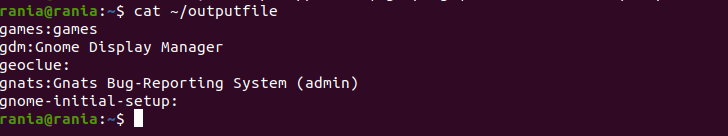 rania@rania:~$ cat ~/outputfile
games:games
gdm:Gnome Display Manager
geoclue:
gnats:Gnats Bug-Reporting System (admin)
gnome-initial-setup:
rania@rania:~$